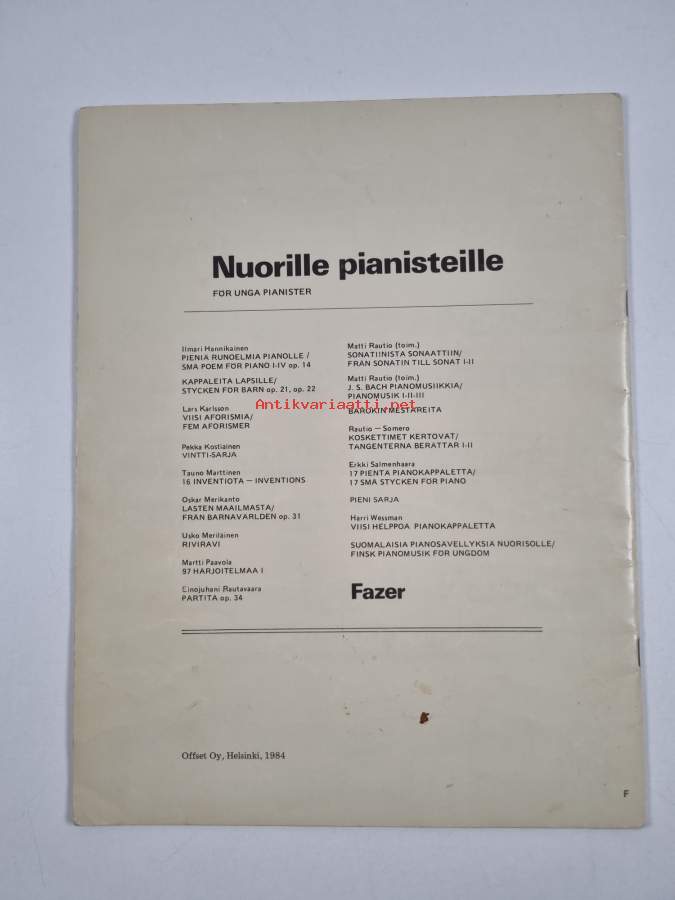 Nuorille pianisteille
FÖR UNGA PIANISTER
Ilmari Hannikainen
PIENIA RUNOELMIA PIANOLLE /
SMA POEM FÖR PIANO I-IV op. 14
KAPPALEITA LAPSILLE/
STYCKEN FÖR BARN op. 21, op. 22
Lars Karlsson
VIISI AFORISMIA/
FEM AFORISMER
Pekka Kostiainen
VINTTI-SARJA
Tauno Marttinen
16 INVENTIOTA – INVENTIONS
Oskar Merikanto
LASTEN MAAILMASTA/
FRÅN BARNAVÄRLDEN op. 31
Usko Meriläinen
RIVIRAVI
Martti Paavola
97 HARJOITELMAA I
Einojuhani Rautavaara
PARTITA op. 34
Matti Rautio (toim.)
SONATIINISTA SONAATTIIN/
FRÅN SONATIN TILL SONAT I-II
Matti Rautio (toim.)
J. S. BACH PIANOMUSIIKKIA/
PIANOMUSIK I-II-III
BAROKIN MESTAREITA
Rautio – Somero
KOSKETTIMET KERTOVAT/
TANGENTERNA BERÄTTAR I-II
Erkki Salmenhaara
17 PIENTÄ PIANOKAPPALETTA/
17 SMÅ STYCKEN FÖR PIANO
PIENI SARJA
Harri Wessman
VIISI HELPPOA PIANOKAPPALETTA
SUOMALAISIA PIANOSÄVELLYKSIÄ NUORISOLLE/
FINSK PIANOMUSIK FÖR UNGDOM
Fazer
Offset Oy, Helsinki, 1984
F
Antikvariaatti.net